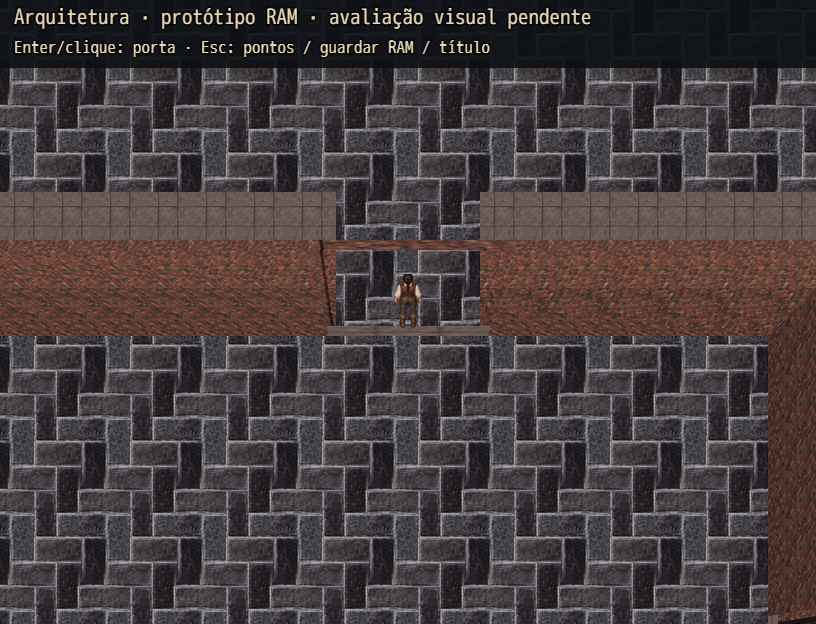 Arquitetura · protótipo RAM · avaliação visual pendente
Enter/clique: porta · Esc: pontos / guardar RAM / título